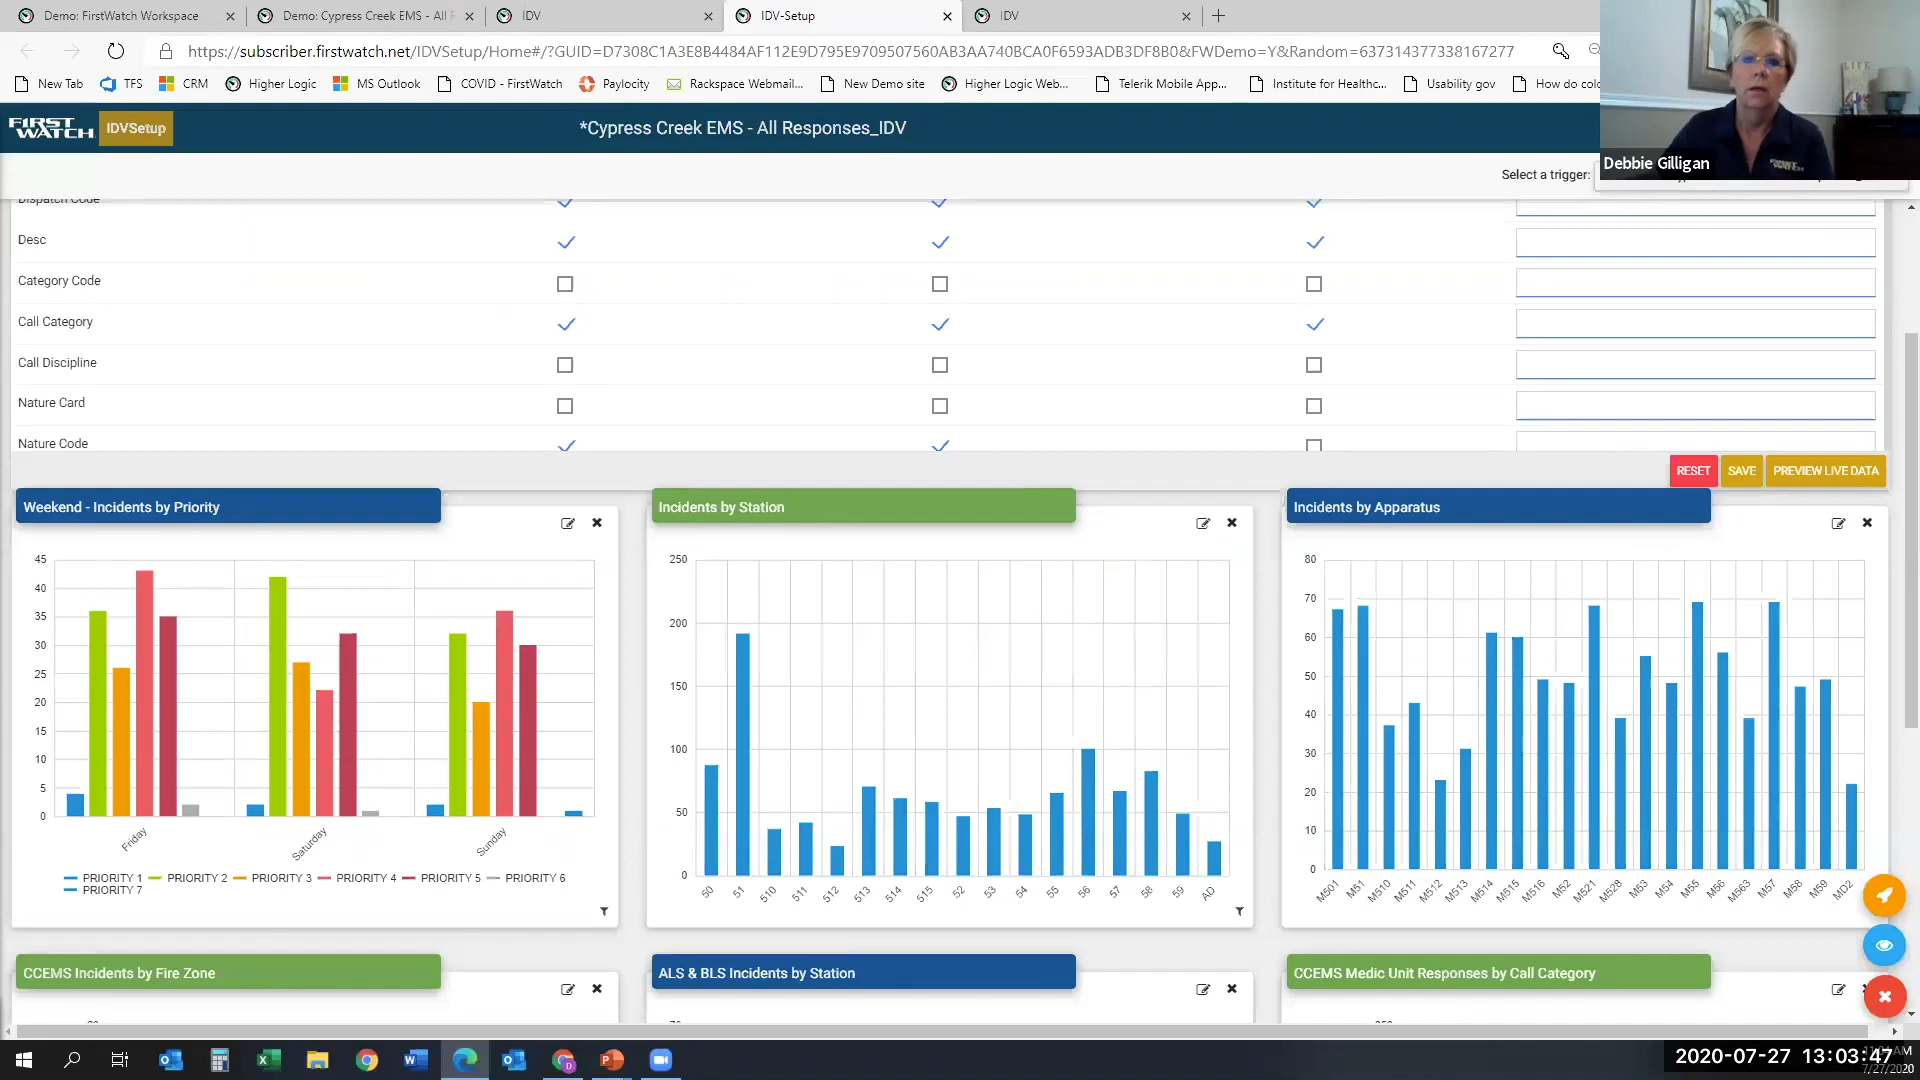 Demo: FirstWatch Workspace
Demo: Cypress Creek EMS - All
IDV
IDV-Setup
IDV
https://subscriber.firstwatch.net/IDVSetup/Home#/?GUID=D7308C1A3E8B4484AF112E9D795E9709507560AB3AA740BCA0F6593ADB3DF8B0&FWDemo=Y&Random=637314377338167277
New Tab
TFS
CRM
Higher Logic
MS Outlook
COVID - FirstWatch
Paylocity
Rackspace Webmail...
New Demo site
Higher Logic Web...
Telerik Mobile App...
Institute for Healthc...
Usability gov
How do colo
FIRST WATCH
IDVSetup
*Cypress Creek EMS - All Responses_IDV
Debbie Gilligan
Select a trigger:
Dispatch Code
Desc
Category Code
Call Category
Call Discipline
Nature Card
Nature Code
RESET
SAVE
PREVIEW LIVE DATA
Weekend - Incidents by Priority
45
40
35
30
25
20
15
10
5
0
Friday
Saturday
Sunday
PRIORITY 1
PRIORITY 2
PRIORITY 3
PRIORITY 4
PRIORITY 5
PRIORITY 6
PRIORITY 7
Incidents by Station
250
200
150
100
50
0
50
51
510
511
512
513
514
515
52
53
54
55
56
57
58
59
AD
Incidents by Apparatus
80
70
60
50
40
30
20
10
0
M501
M51
M510
M511
M512
M513
M514
M515
M516
M52
M521
M528
M53
M54
M55
M56
M563
M57
M58
M59
MD2
CCEMS Incidents by Fire Zone
ALS & BLS Incidents by Station
CCEMS Medic Unit Responses by Call Category
2020-07-27 13:03:47
7/27/2020